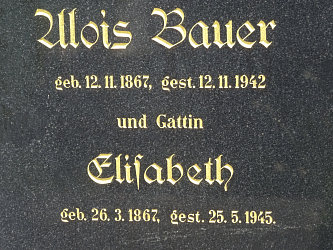 Alois Bauer
geb. 12. 11. 1867, gest. 12. 11. 1942
und Gattin
Eliſabeth
geb. 26. 3. 1867, gest. 25. 5. 1945.